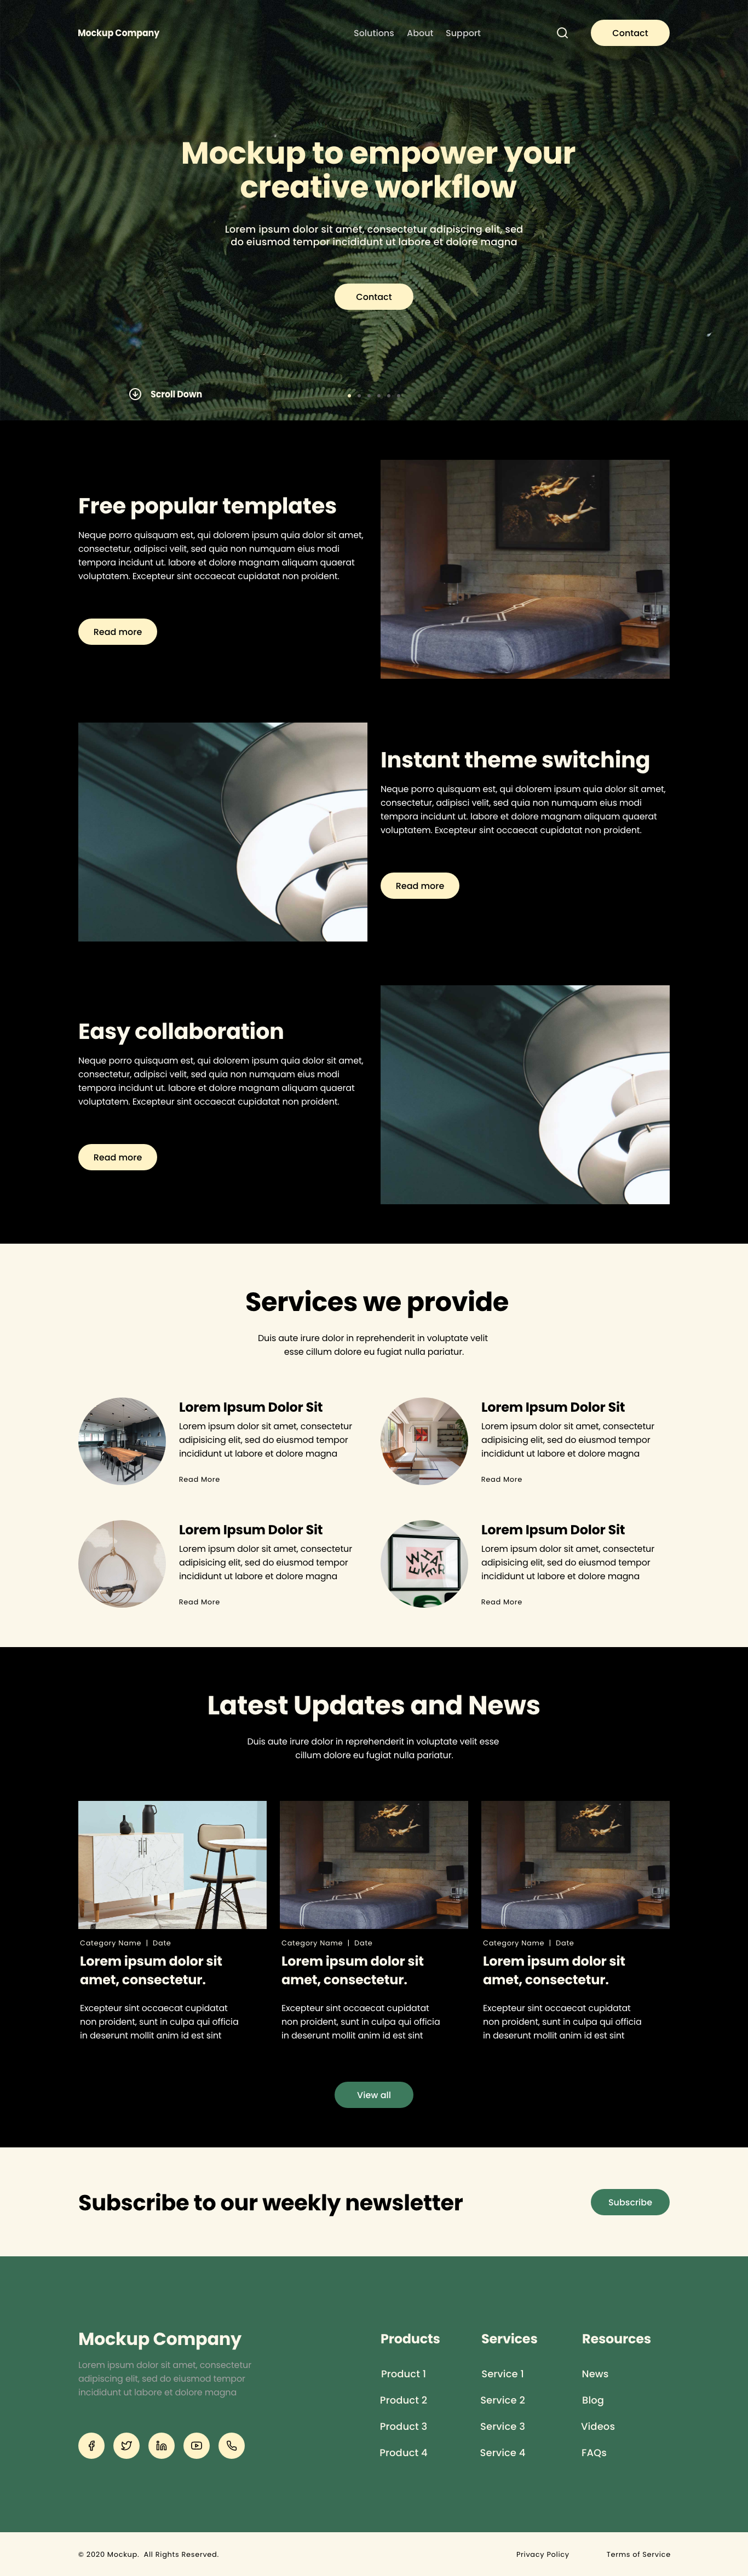 Mockup Company
Solutions About Support
Contact
Mockup to empower your
creative workflow
Lorem ipsum dolor sit amet, consectetur adipiscing elit, sed
do eiusmod tempor incididunt ut labore et dolore magna
Contact
Scroll Down
Free popular templates
Neque porro quisquam est, qui dolorem ipsum quia dolor sit amet,
consectetur, adipisci velit, sed quia non numquam eius modi
tempora incidunt ut. labore et dolore magnam aliquam quaerat
voluptatem. Excepteur sint occaecat cupidatat non proident.
Read more
Instant theme switching
Neque porro quisquam est, qui dolorem ipsum quia dolor sit amet,
consectetur, adipisci velit, sed quia non numquam eius modi
tempora incidunt ut. labore et dolore magnam aliquam quaerat
voluptatem. Excepteur sint occaecat cupidatat non proident.
Read more
Easy collaboration
Neque porro quisquam est, qui dolorem ipsum quia dolor sit amet,
consectetur, adipisci velit, sed quia non numquam eius modi
tempora incidunt ut. labore et dolore magnam aliquam quaerat
voluptatem. Excepteur sint occaecat cupidatat non proident.
Read more
Services we provide
Duis aute irure dolor in reprehenderit in voluptate velit
esse cillum dolore eu fugiat nulla pariatur.
Lorem Ipsum Dolor Sit
Lorem ipsum dolor sit amet, consectetur
adipisicing elit, sed do eiusmod tempor
incididunt ut labore et dolore magna
Read More
Lorem Ipsum Dolor Sit
Lorem ipsum dolor sit amet, consectetur
adipisicing elit, sed do eiusmod tempor
incididunt ut labore et dolore magna
Read More
Lorem Ipsum Dolor Sit
Lorem ipsum dolor sit amet, consectetur
adipisicing elit, sed do eiusmod tempor
incididunt ut labore et dolore magna
Read More
WHAT
EVER
Lorem Ipsum Dolor Sit
Lorem ipsum dolor sit amet, consectetur
adipisicing elit, sed do eiusmod tempor
incididunt ut labore et dolore magna
Read More
Latest Updates and News
Duis aute irure dolor in reprehenderit in voluptate velit esse
cillum dolore eu fugiat nulla pariatur.
Category Name | Date
Lorem ipsum dolor sit
amet, consectetur.
Excepteur sint occaecat cupidatat
non proident, sunt in culpa qui officia
in deserunt mollit anim id est sint
Category Name | Date
Lorem ipsum dolor sit
amet, consectetur.
Excepteur sint occaecat cupidatat
non proident, sunt in culpa qui officia
in deserunt mollit anim id est sint
Category Name | Date
Lorem ipsum dolor sit
amet, consectetur.
Excepteur sint occaecat cupidatat
non proident, sunt in culpa qui officia
in deserunt mollit anim id est sint
View all
Subscribe to our weekly newsletter
Subscribe
Mockup Company
Lorem ipsum dolor sit amet, consectetur
adipisicing elit, sed do eiusmod tempor
incididunt ut labore et dolore magna
Products
Product 1
Product 2
Product 3
Product 4
Services
Service 1
Service 2
Service 3
Service 4
Resources
News
Blog
Videos
FAQs
© 2020 Mockup. All Rights Reserved.
Privacy Policy
Terms of Service